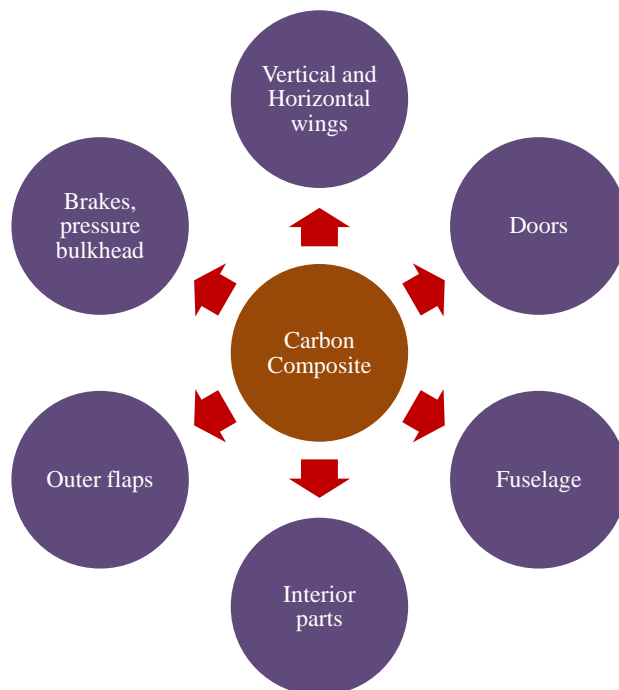 Vertical and
Horizontal
wings
Brakes,
pressure
bulkhead
Doors
Carbon
Composite
Outer flaps
Fuselage
Interior
parts